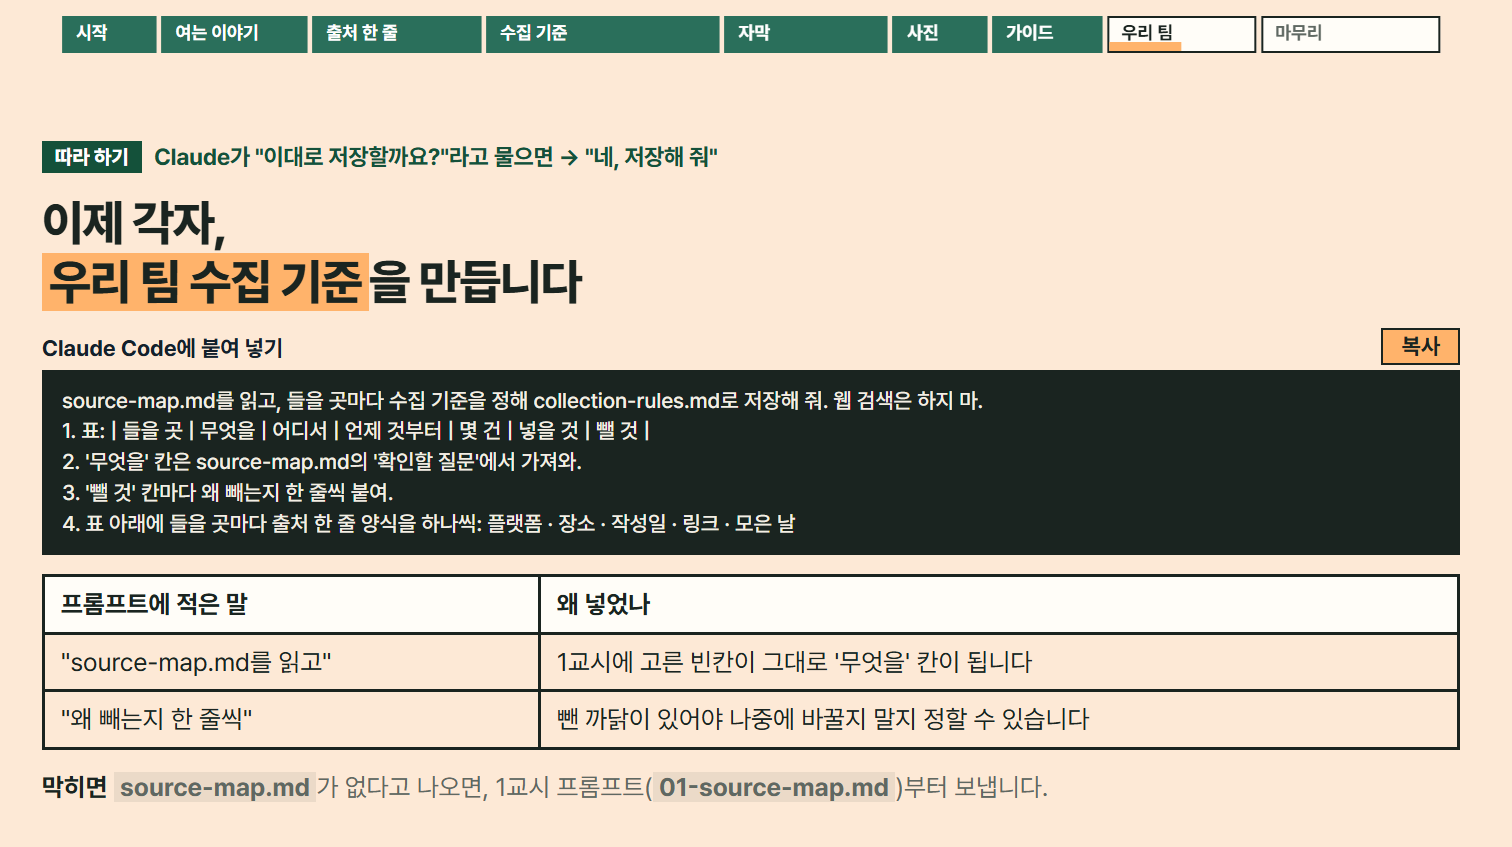 시작
여는 이야기
출처 한 줄
수집 기준
자막
사진
가이드
우리 팀
마무리
따라 하기 Claude가 "이대로 저장할까요?"라고 물으면 → "네, 저장해 줘"
이제 각자,
우리 팀 수집 기준을 만듭니다
Claude Code에 붙여 넣기
복사
source-map.md를 읽고, 들을 곳마다 수집 기준을 정해 collection-rules.md로 저장해 줘. 웹 검색은 하지 마.
1. 표: | 들을 곳 | 무엇을 | 어디서 | 언제 것부터 | 몇 건 | 넣을 것 | 뺄 것 |
2. '무엇을' 칸은 source-map.md의 '확인할 질문'에서 가져와.
3. '뺄 것' 칸마다 왜 빼는지 한 줄씩 붙여.
4. 표 아래에 들을 곳마다 출처 한 줄 양식을 하나씩: 플랫폼 · 장소 · 작성일 · 링크 · 모은 날
프롬프트에 적은 말
왜 넣었나
"source-map.md를 읽고"
1교시에 고른 빈칸이 그대로 '무엇을' 칸이 됩니다
"왜 빼는지 한 줄씩"
뺀 까닭이 있어야 나중에 바꿀지 말지 정할 수 있습니다
막히면 source-map.md가 없다고 나오면, 1교시 프롬프트(01-source-map.md)부터 보냅니다.